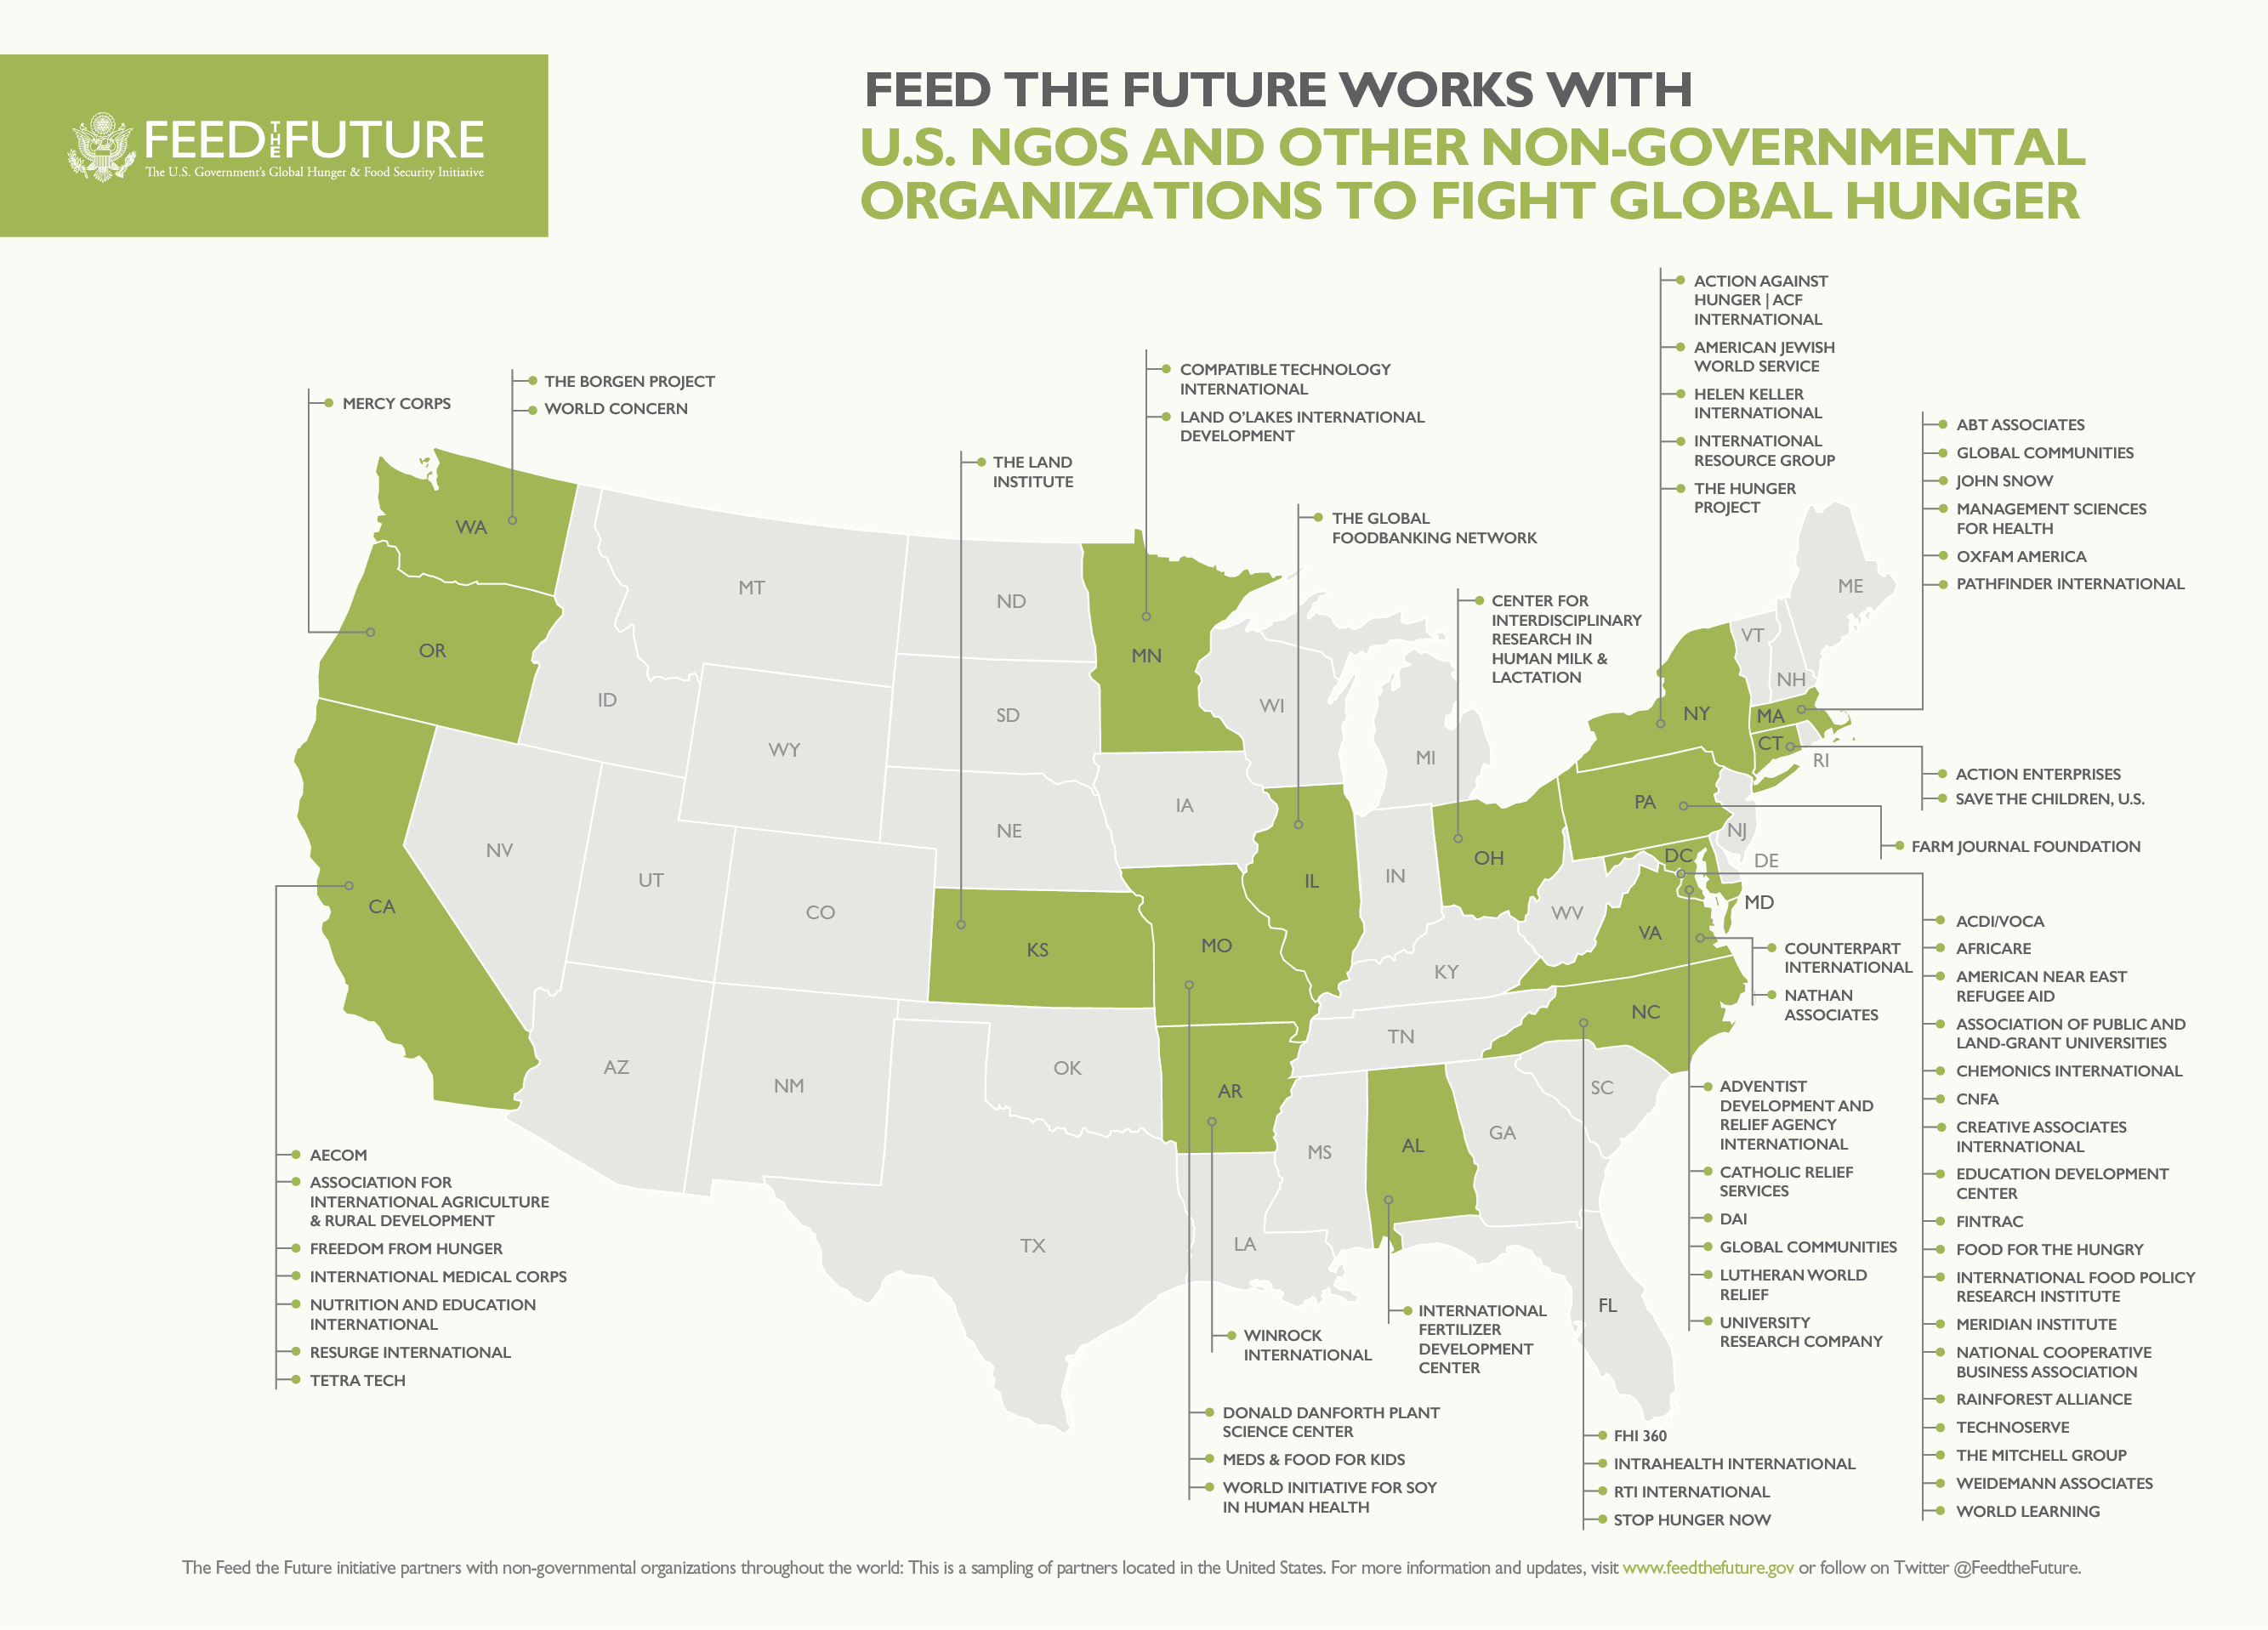 FEED THE FUTURE
The U.S. Government's Global Hunger & Food Security Initiative
FEED THE FUTURE WORKS WITH
U.S. NGOS AND OTHER NON-GOVERNMENTAL
ORGANIZATIONS TO FIGHT GLOBAL HUNGER
MERCY CORPS
THE BORGEN PROJECT
WORLD CONCERN
THE LAND
INSTITUTE
COMPATIBLE TECHNOLOGY
INTERNATIONAL
LAND O'LAKES INTERNATIONAL
DEVELOPMENT
THE GLOBAL
FOODBANKING NETWORK
CENTER FOR
INTERDISCIPLINARY
RESEARCH IN
HUMAN MILK &
LACTATION
ACTION AGAINST
HUNGER | ACF
INTERNATIONAL
AMERICAN JEWISH
WORLD SERVICE
HELEN KELLER
INTERNATIONAL
INTERNATIONAL
RESOURCE GROUP
THE HUNGER
PROJECT
ABT ASSOCIATES
GLOBAL COMMUNITIES
JOHN SNOW
MANAGEMENT SCIENCES
FOR HEALTH
OXFAM AMERICA
PATHFINDER INTERNATIONAL
WA
OR
CA
MT
ID
WY
NV
UT
CO
AZ
NM
ND
SD
NE
KS
OK
TX
MN
IA
MO
AR
LA
WI
IL
MI
IN
OH
KY
TN
MS
AL
GA
FL
SC
NC
VA
WV
PA
NY
VT
NH
ME
MA
CT
RI
NJ
DE
DC
MD
ACTION ENTERPRISES
SAVE THE CHILDREN, U.S.
FARM JOURNAL FOUNDATION
COUNTERPART
INTERNATIONAL
NATHAN
ASSOCIATES
ACDI/VOCA
AFRICARE
AMERICAN NEAR EAST
REFUGEE AID
ASSOCIATION OF PUBLIC AND
LAND-GRANT UNIVERSITIES
CHEMONICS INTERNATIONAL
CNFA
CREATIVE ASSOCIATES
INTERNATIONAL
EDUCATION DEVELOPMENT
CENTER
FINTRAC
FOOD FOR THE HUNGRY
INTERNATIONAL FOOD POLICY
RESEARCH INSTITUTE
MERIDIAN INSTITUTE
NATIONAL COOPERATIVE
BUSINESS ASSOCIATION
RAINFOREST ALLIANCE
TECHNOSERVE
THE MITCHELL GROUP
WEIDEMANN ASSOCIATES
WORLD LEARNING
ADVENTIST
DEVELOPMENT AND
RELIEF AGENCY
INTERNATIONAL
CATHOLIC RELIEF
SERVICES
DAI
GLOBAL COMMUNITIES
LUTHERAN WORLD
RELIEF
UNIVERSITY
RESEARCH COMPANY
AECOM
ASSOCIATION FOR
INTERNATIONAL AGRICULTURE
& RURAL DEVELOPMENT
FREEDOM FROM HUNGER
INTERNATIONAL MEDICAL CORPS
NUTRITION AND EDUCATION
INTERNATIONAL
RESURGE INTERNATIONAL
TETRA TECH
WINROCK
INTERNATIONAL
INTERNATIONAL
FERTILIZER
DEVELOPMENT
CENTER
DONALD DANFORTH PLANT
SCIENCE CENTER
MEDS & FOOD FOR KIDS
WORLD INITIATIVE FOR SOY
IN HUMAN HEALTH
FHI 360
INTRAHEALTH INTERNATIONAL
RTI INTERNATIONAL
STOP HUNGER NOW
The Feed the Future initiative partners with non-governmental organizations throughout the world: This is a sampling of partners located in the United States. For more information and updates, visit www.feedthefuture.gov or follow on Twitter @FeedtheFuture.